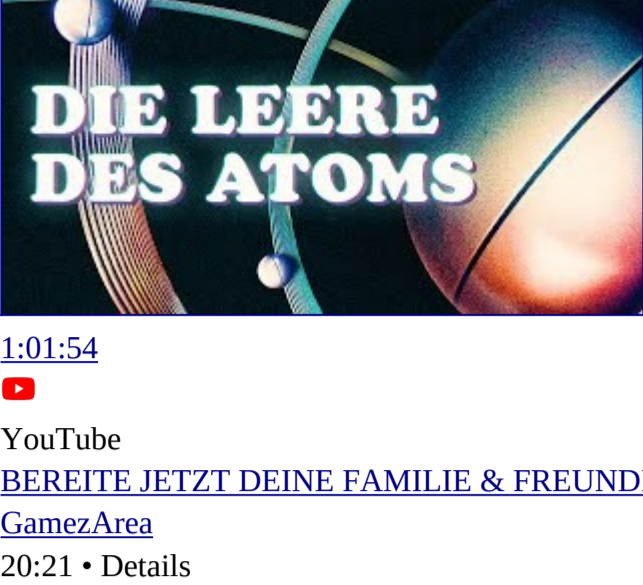 DIE LEERE
DES ATOMS
1:01:54
YouTube
BEREITE JETZT DEINE FAMILIE & FREUND
GamezArea
20:21 • Details